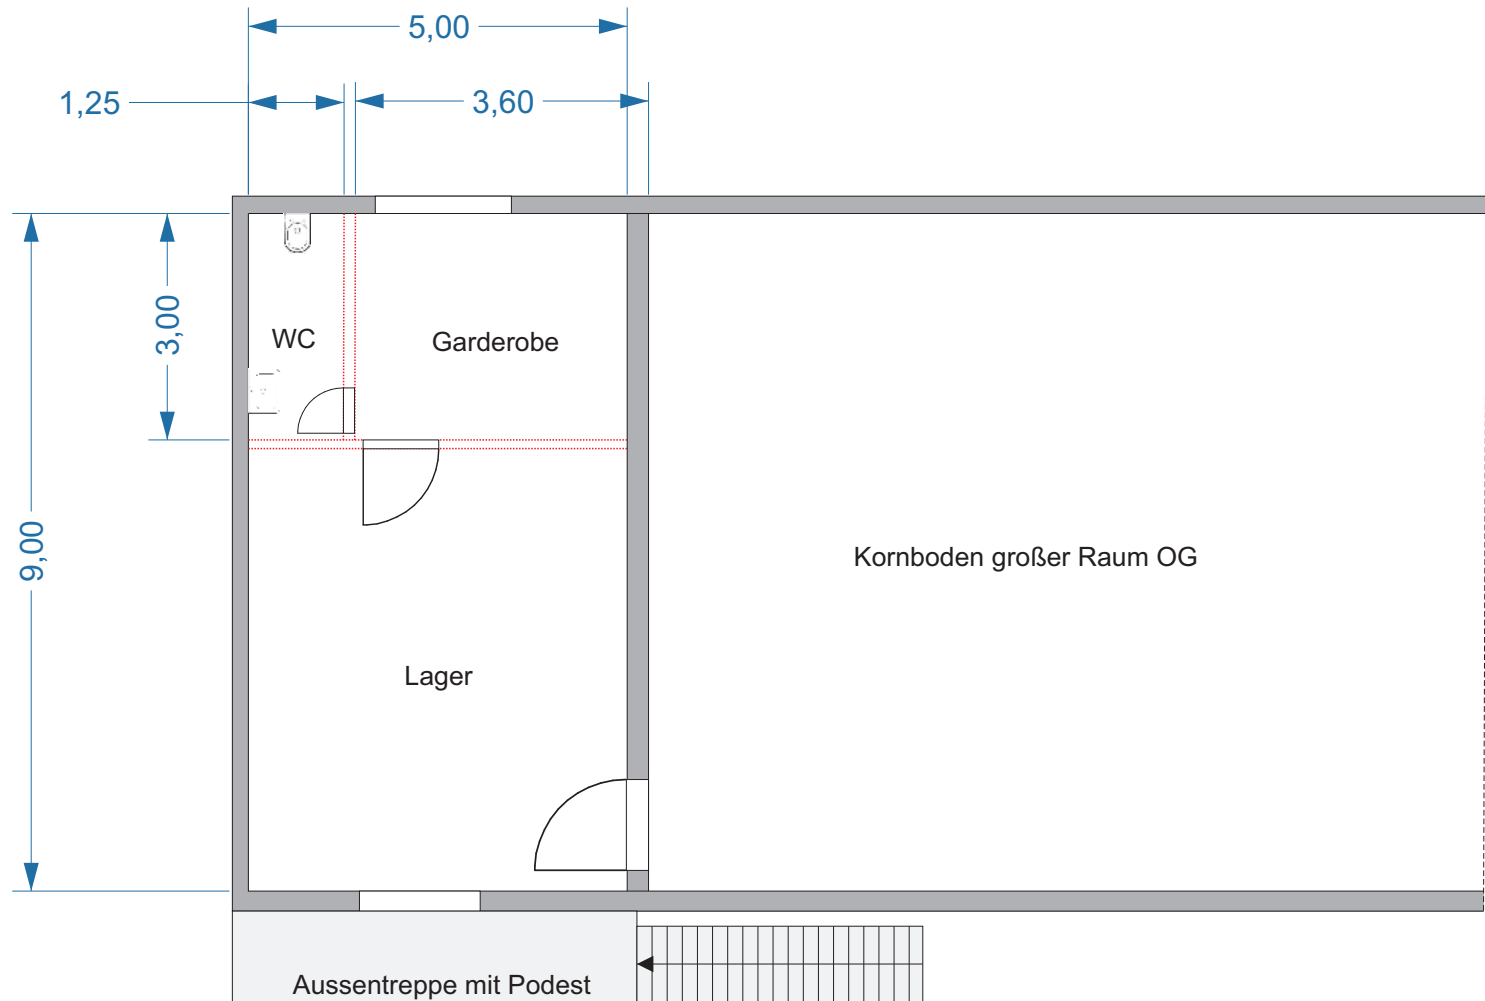 5,00
1,25
3,60
3,00
WC
Garderobe
9,00
Kornboden großer Raum OG
Lager
Aussentreppe mit Podest